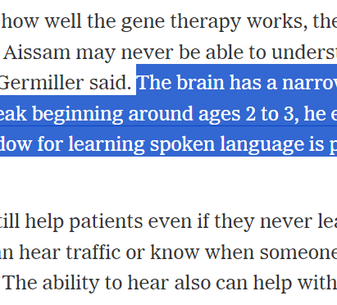 how well the gene therapy works, the
Aissam may never be able to underst
Germiller said. The brain has a narrow
eak beginning around ages 2 to 3, he e
dow for learning spoken language is p
till help patients even if they never lea
n hear traffic or know when someone
The ability to hear also can help with